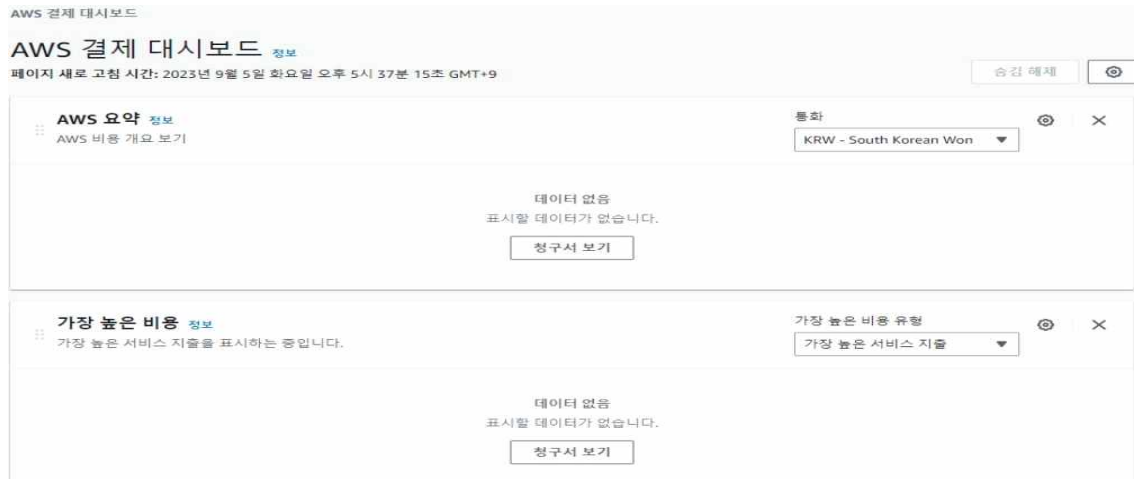 AWS 결제 대시보드
AWS 결제 대시보드 정보
페이지 새로 고침 시간: 2023년 9월 5일 화요일 오후 5시 37분 15초 GMT+9
숨김 해제
AWS 요약 정보
AWS 비용 개요 보기
통화
KRW - South Korean Won
데이터 없음
표시할 데이터가 없습니다.
청구서 보기
가장 높은 비용 정보
가장 높은 서비스 지출을 표시하는 중입니다.
가장 높은 비용 유형
가장 높은 서비스 지출
데이터 없음
표시할 데이터가 없습니다.
청구서 보기